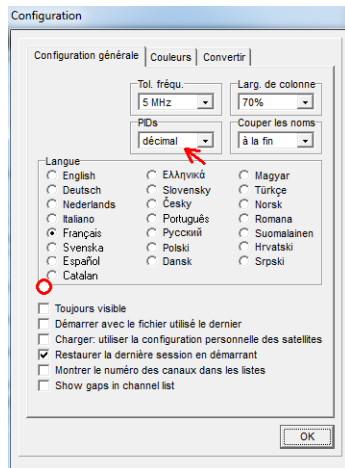 Configuration
Configuration générale Couleurs Convertir
Tol. fréqu. Larg. de colonne
5 MHz 70%
PIDs Couper les noms
décimal à la fin
Langue
English Ελληνικά Magyar
Deutsch Slovensky Türkçe
Nederlands Česky Norsk
Italiano Português Romana
Français Русский Suomalainen
Svenska Polski Hrvatski
Español Dansk Srpski
Catalan
Toujours visible
Démarrer avec le fichier utilisé le dernier
Charger: utiliser la configuration personnelle des satellites
Restaurer la dernière session en démarrant
Montrer le numéro des canaux dans les listes
Show gaps in channel list
OK